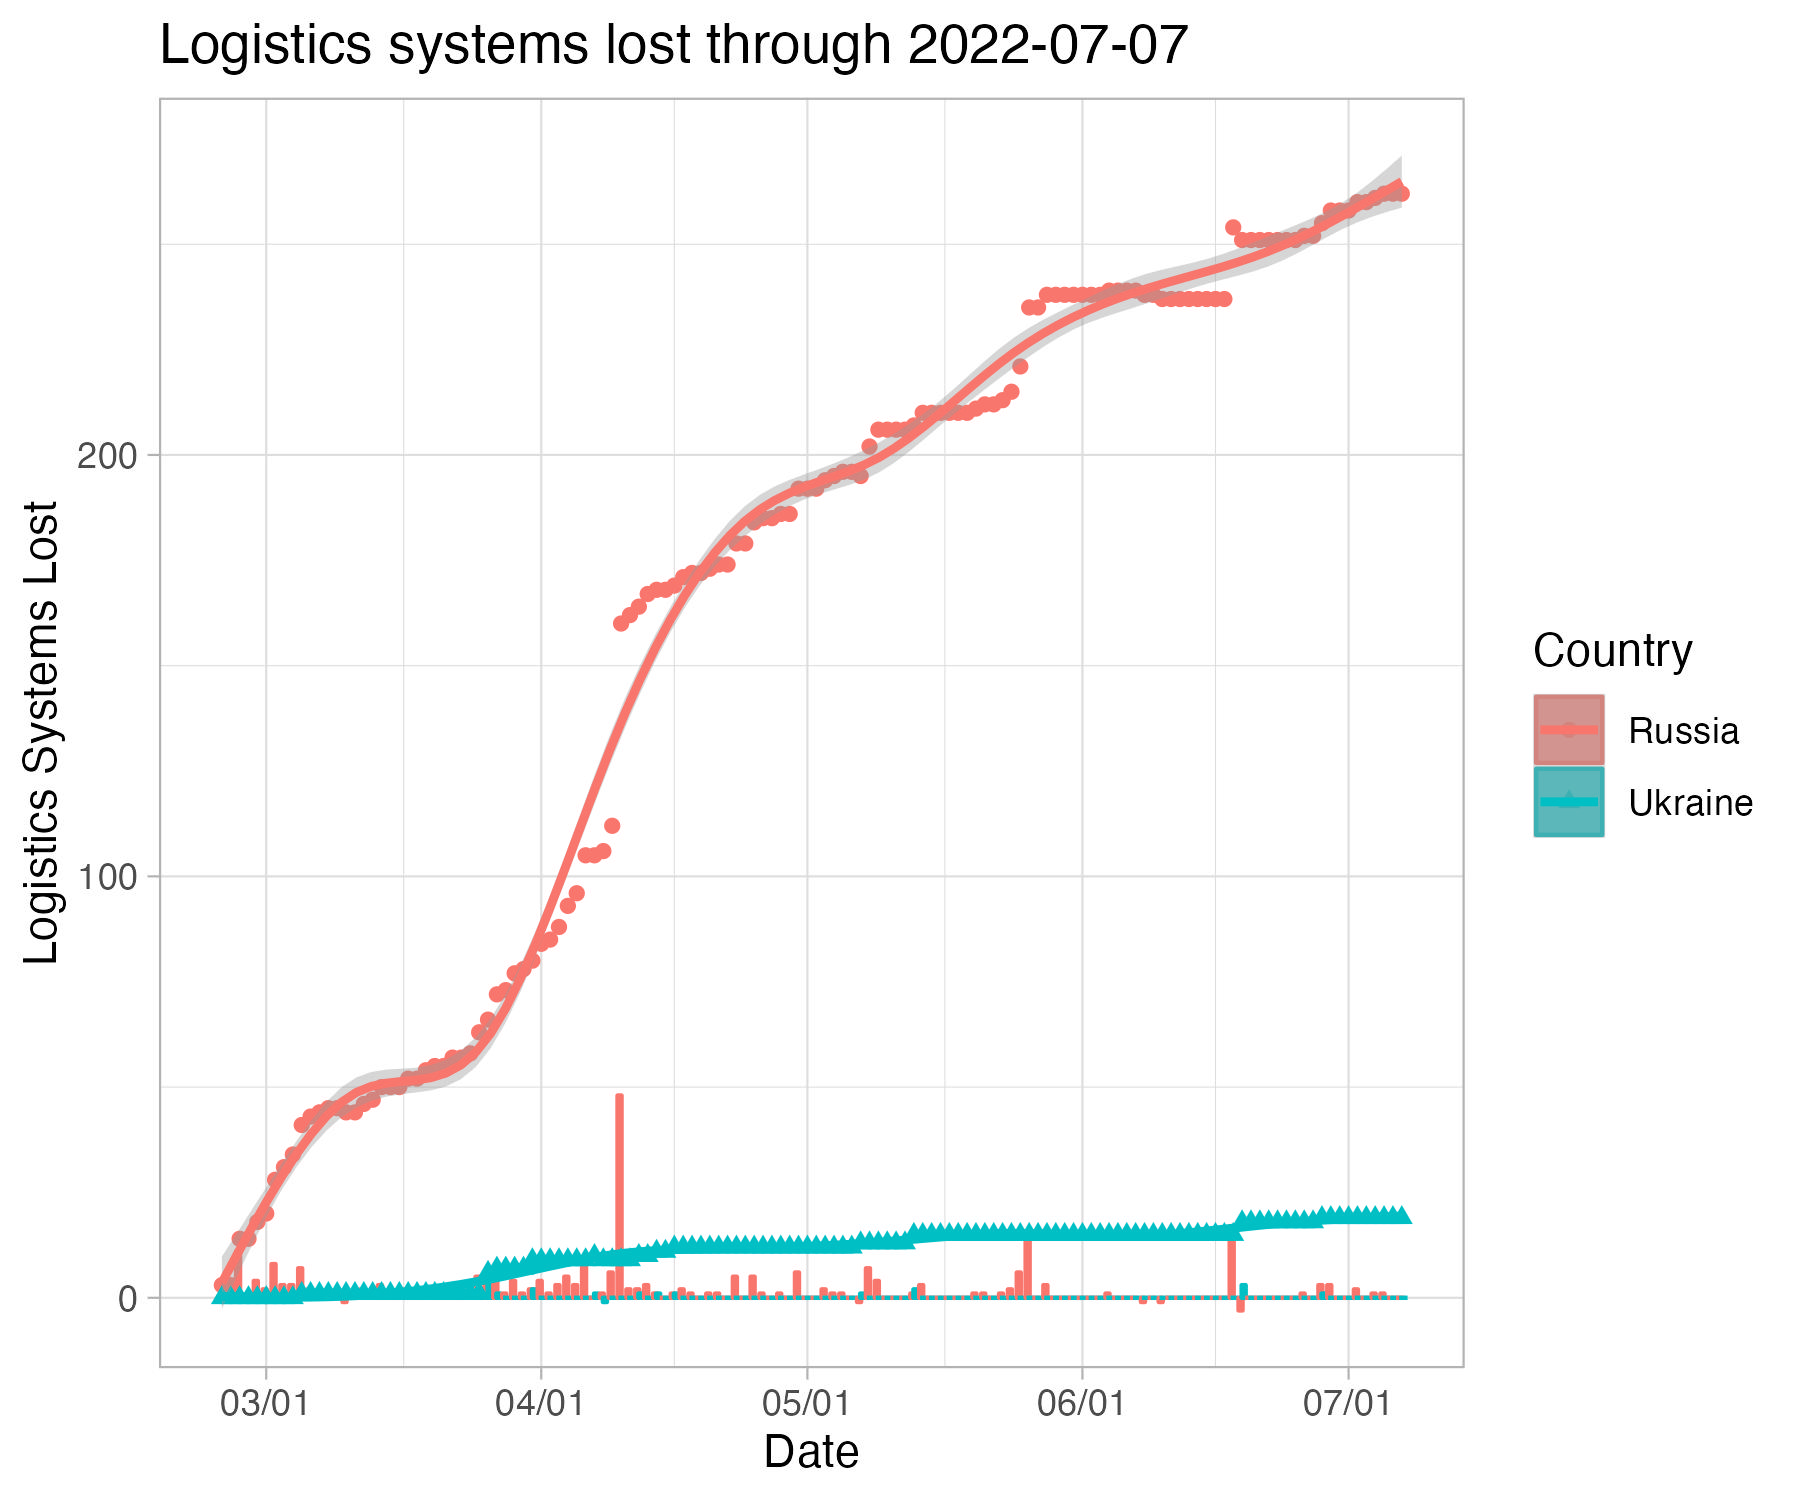 Logistics systems lost through 2022-07-07
Logistics Systems Lost
200
100
0
03/01
04/01
05/01
06/01
07/01
Date
Country
Russia
Ukraine